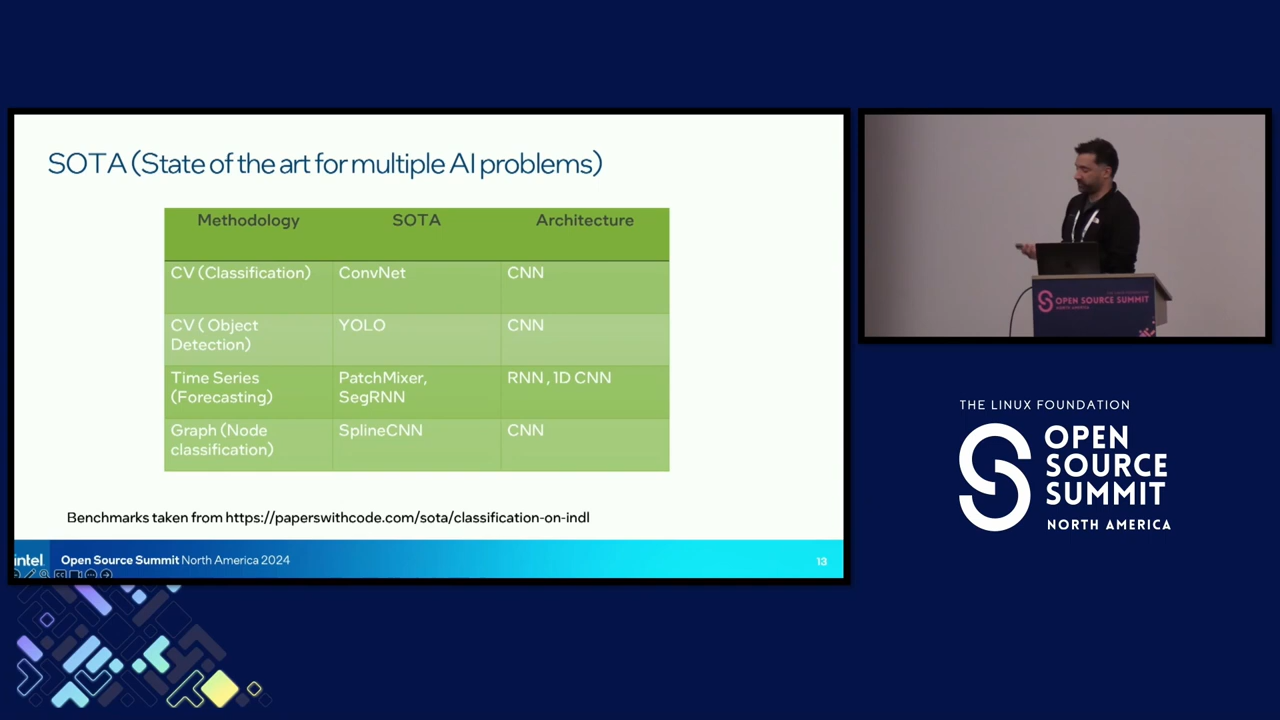 SOTA (State of the art for multiple AI problems)
Methodology SOTA Architecture
CV (Classification) ConvNet CNN
CV ( Object Detection) YOLO CNN
Time Series (Forecasting) PatchMixer, SegRNN RNN , 1D CNN
Graph (Node classification) SplineCNN CNN
Benchmarks taken from https://paperswithcode.com/sota/classification-on-indl
intel
Open Source Summit North America 2024
13
OPEN SOURCE SUMMIT
NORTH AMERICA
THE LINUX FOUNDATION
OPEN
SOURCE
SUMMIT
NORTH AMERICA